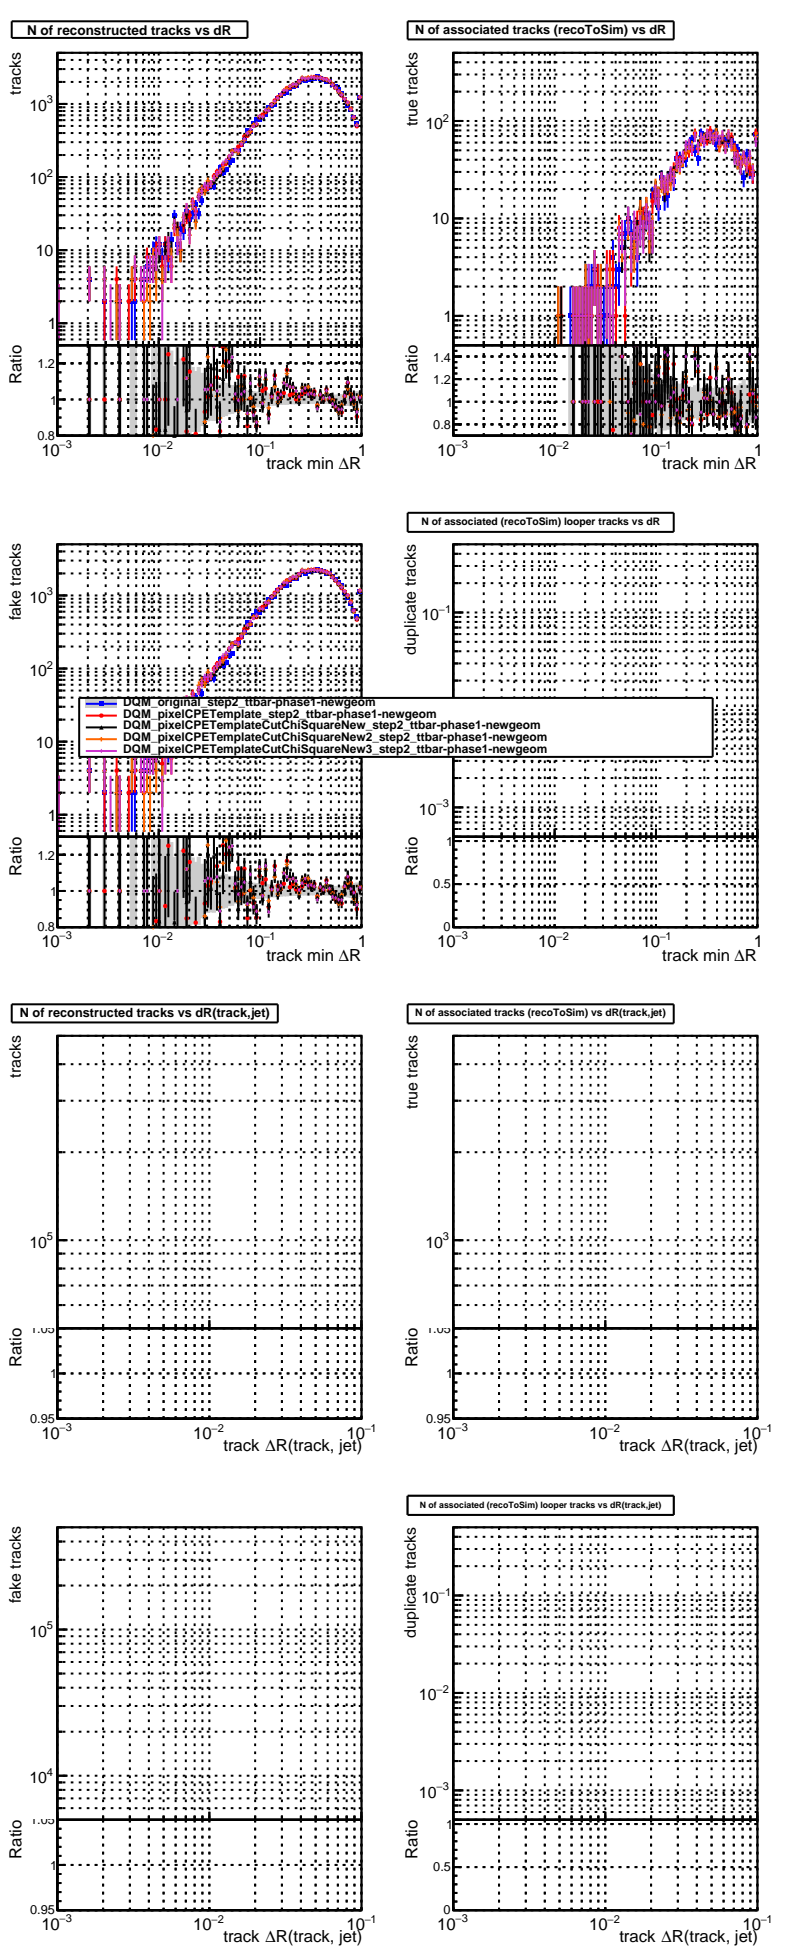 N of reconstructed tracks vs dR
N of associated tracks (recoToSim) vs dR
tracks
10³
10²
10
1
Ratio
1.2
1
0.8
10⁻³
10⁻²
10⁻¹
1
track min ΔR
true tracks
10²
10
1
Ratio
1.4
1.2
1
0.8
10⁻³
10⁻²
10⁻¹
1
track min ΔR
N of associated (recoToSim) looper tracks vs dR
fake tracks
10³
10²
10
1
Ratio
1.2
1
0.8
10⁻³
10⁻²
10⁻¹
1
track min ΔR
duplicate tracks
10⁻¹
10⁻³
Ratio
1
0.5
0
10⁻³
10⁻²
10⁻¹
1
track min ΔR
DQM_original_step2_ttbar-phase1-newgeom
DQM_pixelCPETemplate_step2_ttbar-phase1-newgeom
DQM_pixelCPETemplateCutChiSquareNew_step2_ttbar-phase1-newgeom
DQM_pixelCPETemplateCutChiSquareNew2_step2_ttbar-phase1-newgeom
DQM_pixelCPETemplateCutChiSquareNew3_step2_ttbar-phase1-newgeom
N of reconstructed tracks vs dR(track,jet)
N of associated tracks (recoToSim) vs dR(track,jet)
tracks
10⁵
Ratio
1.05
1
0.95
10⁻³
10⁻²
10⁻¹
track ΔR(track, jet)
true tracks
10³
Ratio
1.05
1
0.95
10⁻³
10⁻²
10⁻¹
track ΔR(track, jet)
N of associated (recoToSim) looper tracks vs dR(track,jet)
fake tracks
10⁵
10⁴
Ratio
1.05
1
0.95
10⁻³
10⁻²
10⁻¹
track ΔR(track, jet)
duplicate tracks
10⁻¹
10⁻²
10⁻³
Ratio
1
0.5
0
10⁻³
10⁻²
10⁻¹
track ΔR(track, jet)